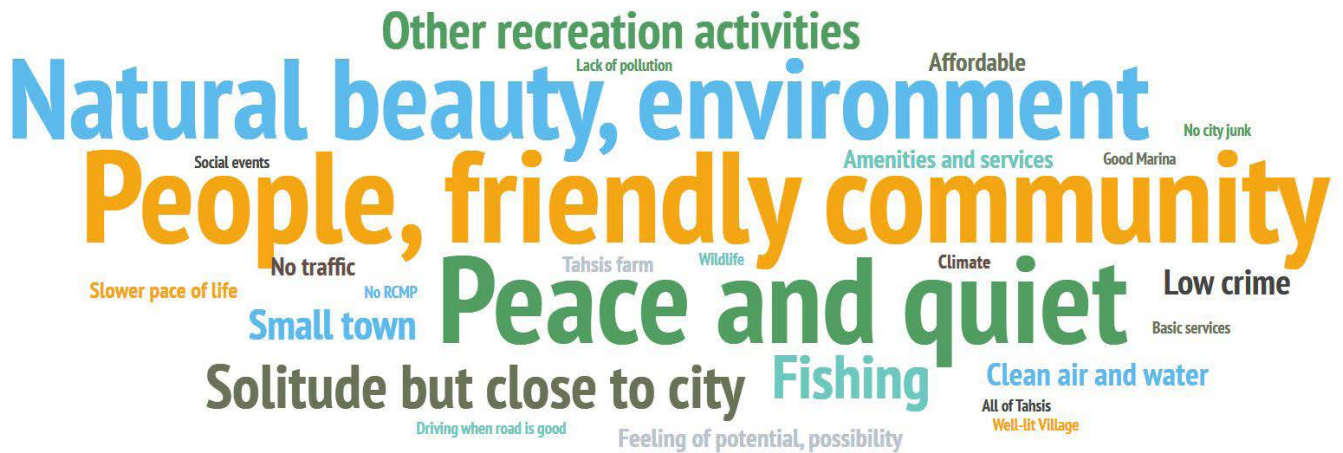 Other recreation activities
Lack of pollution
Affordable
Natural beauty, environment
No city junk
Social events
Amenities and services
Good Marina
People, friendly community
No traffic
Tahsis farm
Wildlife
Climate
Slower pace of life
No RCMP
Peace and quiet
Low crime
Small town
Basic services
Solitude but close to city
Fishing
Clean air and water
All of Tahsis
Driving when road is good
Well-lit Village
Feeling of potential, possibility